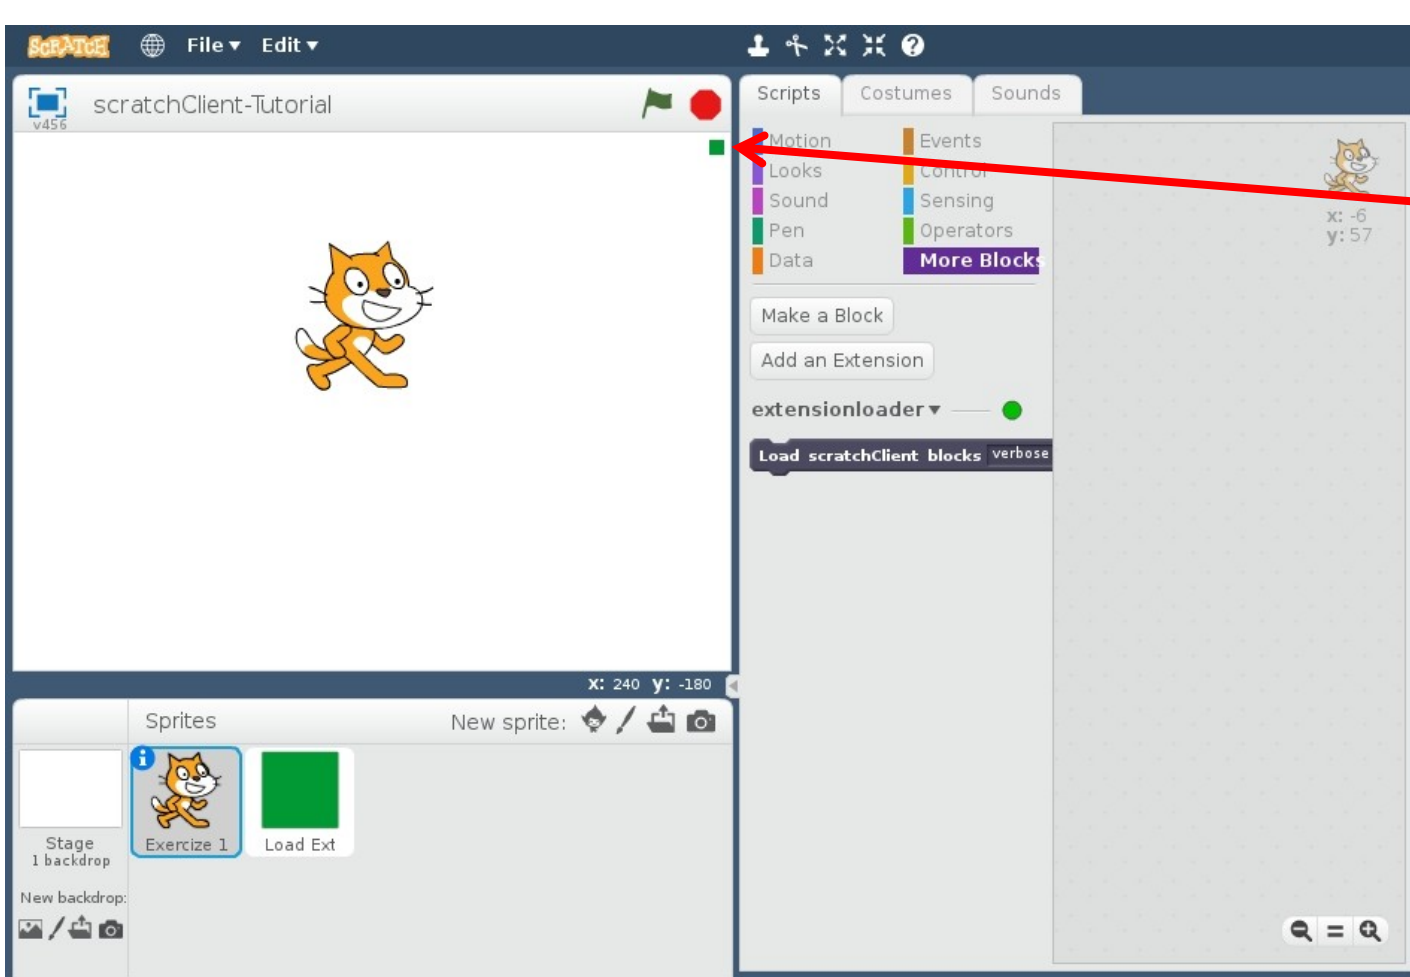 SCRATCH File Edit
v456 scratchClient-Tutorial
x: 240 y: -180
Sprites New sprite:
Stage
1 backdrop
New backdrop:
Exercize 1
Load Ext
Scripts Costumes Sounds
Motion Events
Looks Control
Sound Sensing
Pen Operators
Data More Blocks
Make a Block
Add an Extension
extensionloader
Load scratchClient blocks verbose
x: -6
y: 57